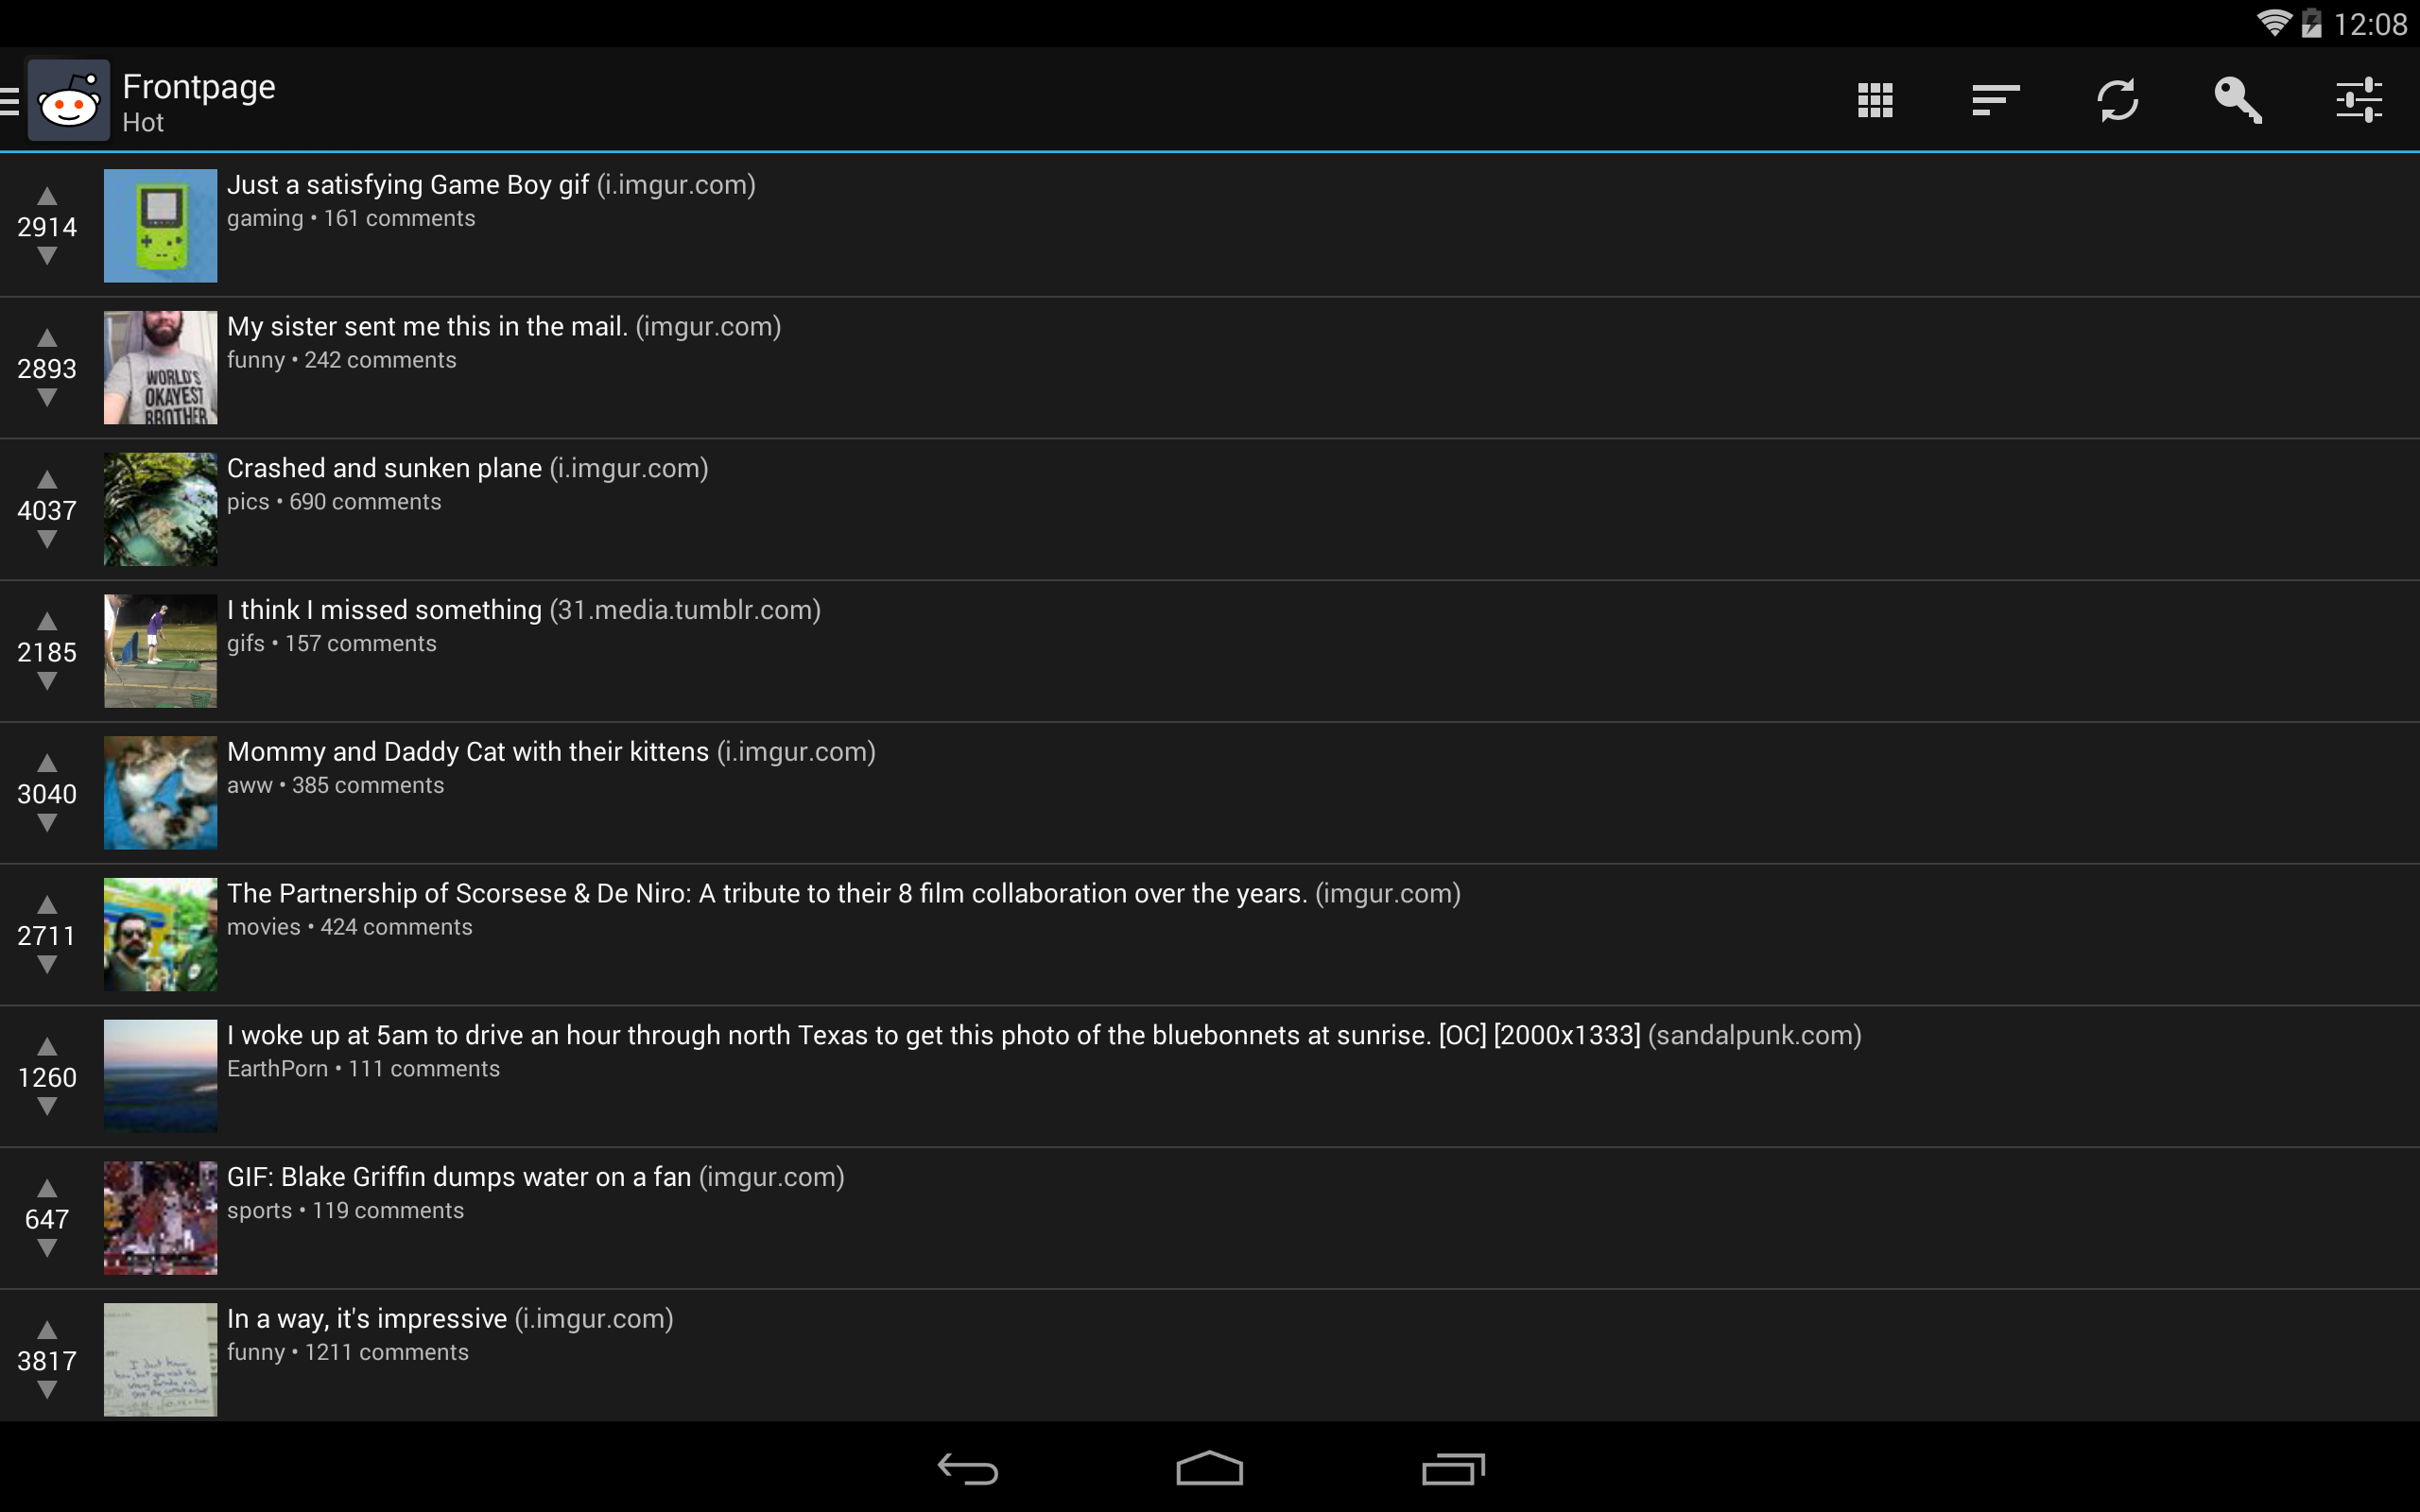 12:08
Frontpage
Hot
2914
Just a satisfying Game Boy gif (i.imgur.com)
gaming • 161 comments
2893
WORLD'S
OKAYEST
BROTHER
My sister sent me this in the mail. (imgur.com)
funny • 242 comments
4037
Crashed and sunken plane (i.imgur.com)
pics • 690 comments
2185
I think I missed something (31.media.tumblr.com)
gifs • 157 comments
3040
Mommy and Daddy Cat with their kittens (i.imgur.com)
aww • 385 comments
2711
The Partnership of Scorsese & De Niro: A tribute to their 8 film collaboration over the years. (imgur.com)
movies • 424 comments
1260
I woke up at 5am to drive an hour through north Texas to get this photo of the bluebonnets at sunrise. [OC] [2000x1333] (sandalpunk.com)
EarthPorn • 111 comments
647
GIF: Blake Griffin dumps water on a fan (imgur.com)
sports • 119 comments
3817
In a way, it's impressive (i.imgur.com)
funny • 1211 comments